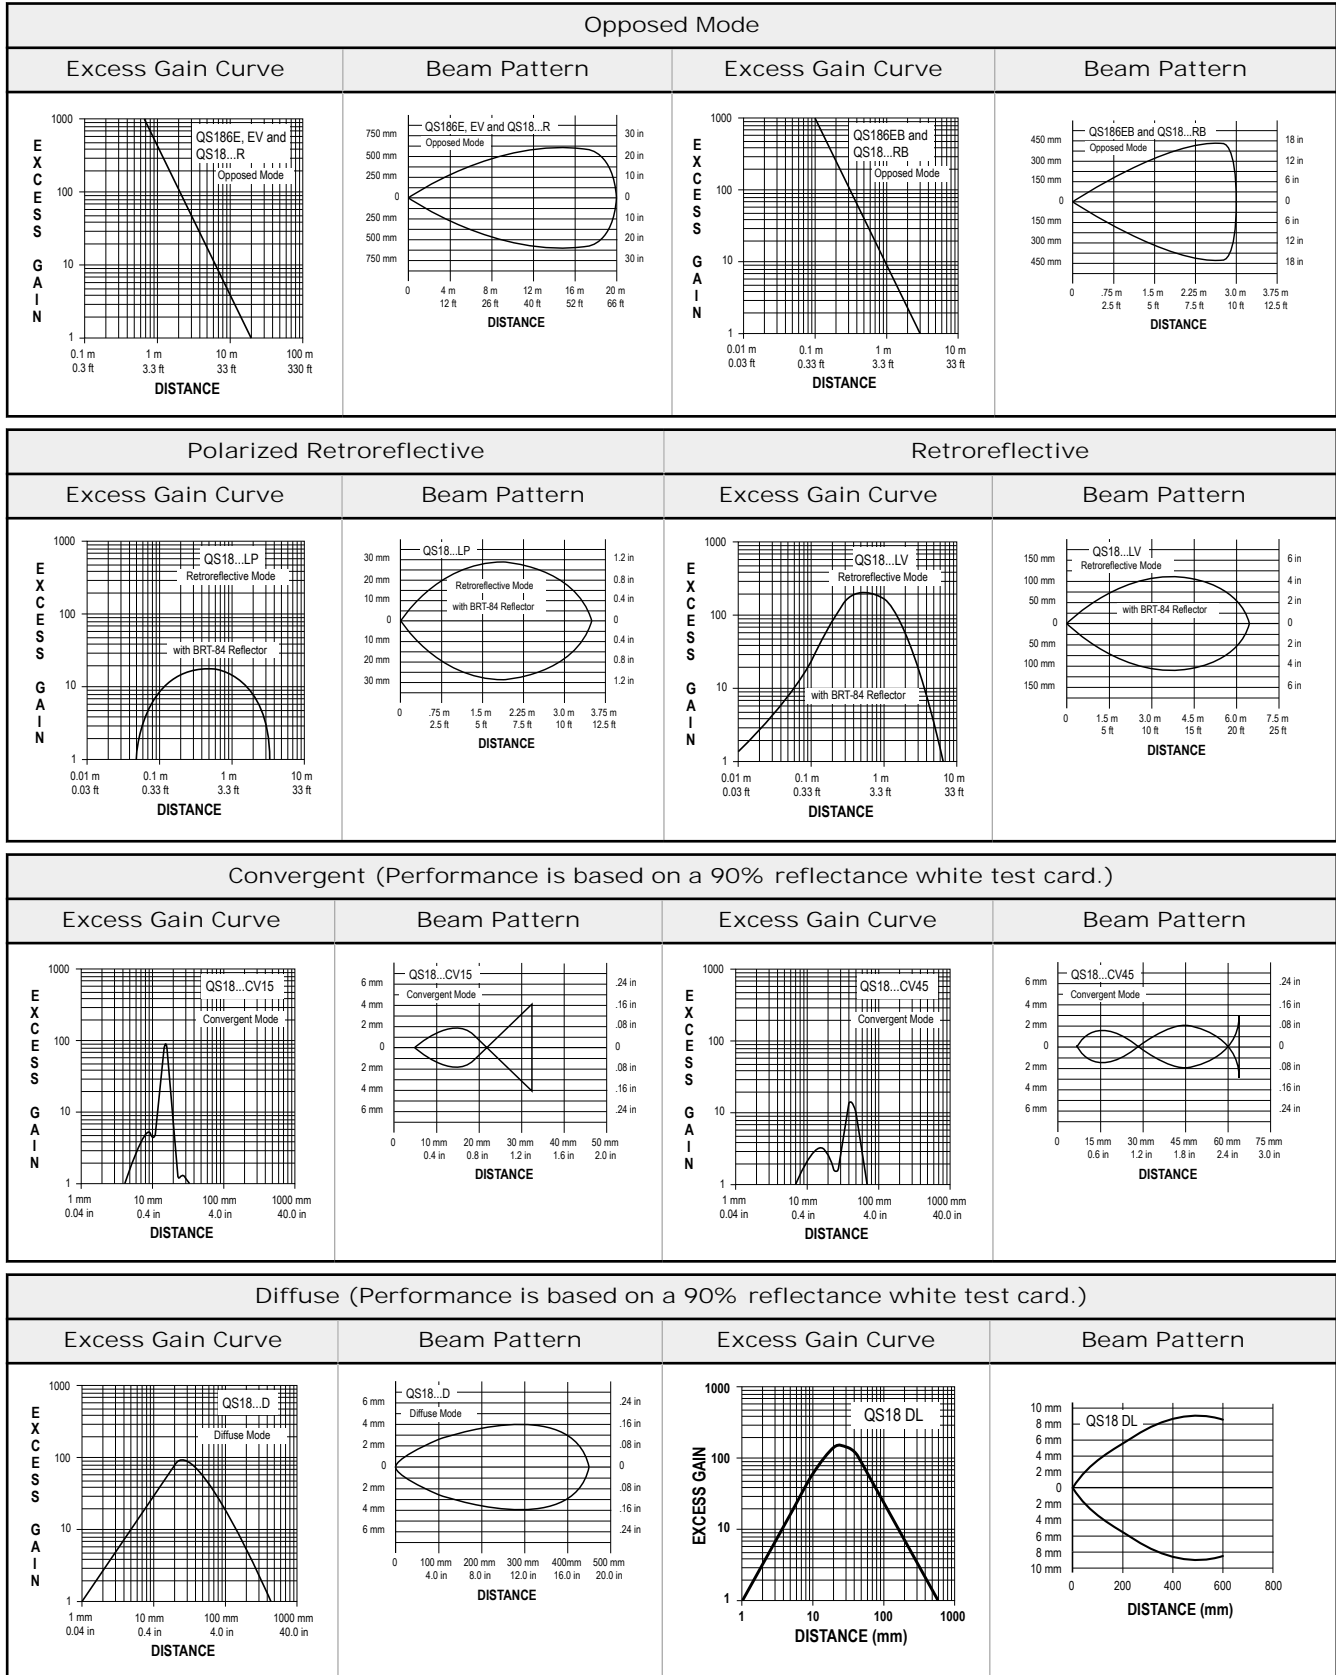 Opposed Mode
Excess Gain Curve
Beam Pattern
Excess Gain Curve
Beam Pattern
EXCESS GAIN
1000
100
10
1
QS186E, EV and
QS18...R
Opposed Mode
0.1 m 1 m 10 m 100 m
0.3 ft 3.3 ft 33 ft 330 ft
DISTANCE
QS186E, EV and QS18...R
Opposed Mode
750 mm
500 mm
250 mm
0
250 mm
500 mm
750 mm
30 in
20 in
10 in
0
10 in
20 in
30 in
0 4 m 8 m 12 m 16 m 20 m
12 ft 26 ft 40 ft 52 ft 66 ft
DISTANCE
EXCESS GAIN
1000
100
10
1
QS186EB and
QS18...RB
Opposed Mode
0.01 m 0.1 m 1 m 10 m
0.03 ft 0.33 ft 3.3 ft 33 ft
DISTANCE
QS186EB and QS18...RB
Opposed Mode
450 mm
300 mm
150 mm
0
150 mm
300 mm
450 mm
18 in
12 in
6 in
0
6 in
12 in
18 in
0 .75 m 1.5 m 2.25 m 3.0 m 3.75 m
2.5 ft 5 ft 7.5 ft 10 ft 12.5 ft
DISTANCE
Polarized Retroreflective
Retroreflective
Excess Gain Curve
Beam Pattern
Excess Gain Curve
Beam Pattern
EXCESS GAIN
1000
100
10
1
QS18...LP
Retroreflective Mode
with BRT-84 Reflector
0.01 m 0.1 m 1 m 10 m
0.03 ft 0.33 ft 3.3 ft 33 ft
DISTANCE
QS18...LP
Retroreflective Mode
with BRT-84 Reflector
30 mm
20 mm
10 mm
0
10 mm
20 mm
30 mm
1.2 in
0.8 in
0.4 in
0
0.4 in
0.8 in
1.2 in
0 .75 m 1.5 m 2.25 m 3.0 m 3.75 m
2.5 ft 5 ft 7.5 ft 10 ft 12.5 ft
DISTANCE
EXCESS GAIN
1000
100
10
1
QS18...LV
Retroreflective Mode
with BRT-84 Reflector
0.01 m 0.1 m 1 m 10 m
0.03 ft 0.33 ft 3.3 ft 33 ft
DISTANCE
QS18...LV
Retroreflective Mode
with BRT-84 Reflector
150 mm
100 mm
50 mm
0
50 mm
100 mm
150 mm
6 in
4 in
2 in
0
2 in
4 in
6 in
0 1.5 m 3.0 m 4.5 m 6.0 m 7.5 m
5 ft 10 ft 15 ft 20 ft 25 ft
DISTANCE
Convergent (Performance is based on a 90% reflectance white test card.)
Excess Gain Curve
Beam Pattern
Excess Gain Curve
Beam Pattern
EXCESS GAIN
1000
100
10
1
QS18...CV15
Convergent Mode
1 mm 10 mm 100 mm 1000 mm
0.04 in 0.4 in 4.0 in 40.0 in
DISTANCE
QS18...CV15
Convergent Mode
6 mm
4 mm
2 mm
0
2 mm
4 mm
6 mm
.24 in
.16 in
.08 in
0
.08 in
.16 in
.24 in
0 10 mm 20 mm 30 mm 40 mm 50 mm
0.4 in 0.8 in 1.2 in 1.6 in 2.0 in
DISTANCE
EXCESS GAIN
1000
100
10
1
QS18...CV45
Convergent Mode
1 mm 10 mm 100 mm 1000 mm
0.04 in 0.4 in 4.0 in 40.0 in
DISTANCE
QS18...CV45
Convergent Mode
6 mm
4 mm
2 mm
0
2 mm
4 mm
6 mm
.24 in
.16 in
.08 in
0
.08 in
.16 in
.24 in
0 15 mm 30 mm 45 mm 60 mm 75 mm
0.6 in 1.2 in 1.8 in 2.4 in 3.0 in
DISTANCE
Diffuse (Performance is based on a 90% reflectance white test card.)
Excess Gain Curve
Beam Pattern
Excess Gain Curve
Beam Pattern
EXCESS GAIN
1000
100
10
1
QS18...D
Diffuse Mode
1 mm 10 mm 100 mm 1000 mm
0.04 in 0.4 in 4.0 in 40.0 in
DISTANCE
QS18...D
Diffuse Mode
6 mm
4 mm
2 mm
0
2 mm
4 mm
6 mm
.24 in
.16 in
.08 in
0
.08 in
.16 in
.24 in
0 100 mm 200 mm 300 mm 400mm 500 mm
4.0 in 8.0 in 12.0 in 16.0 in 20.0 in
DISTANCE
EXCESS GAIN
1000
100
10
1
QS18 DL
1 10 100 1000
DISTANCE (mm)
QS18 DL
10 mm
8 mm
6 mm
4 mm
2 mm
0
2 mm
4 mm
6 mm
8 mm
10 mm
0 200 400 600 800
DISTANCE (mm)